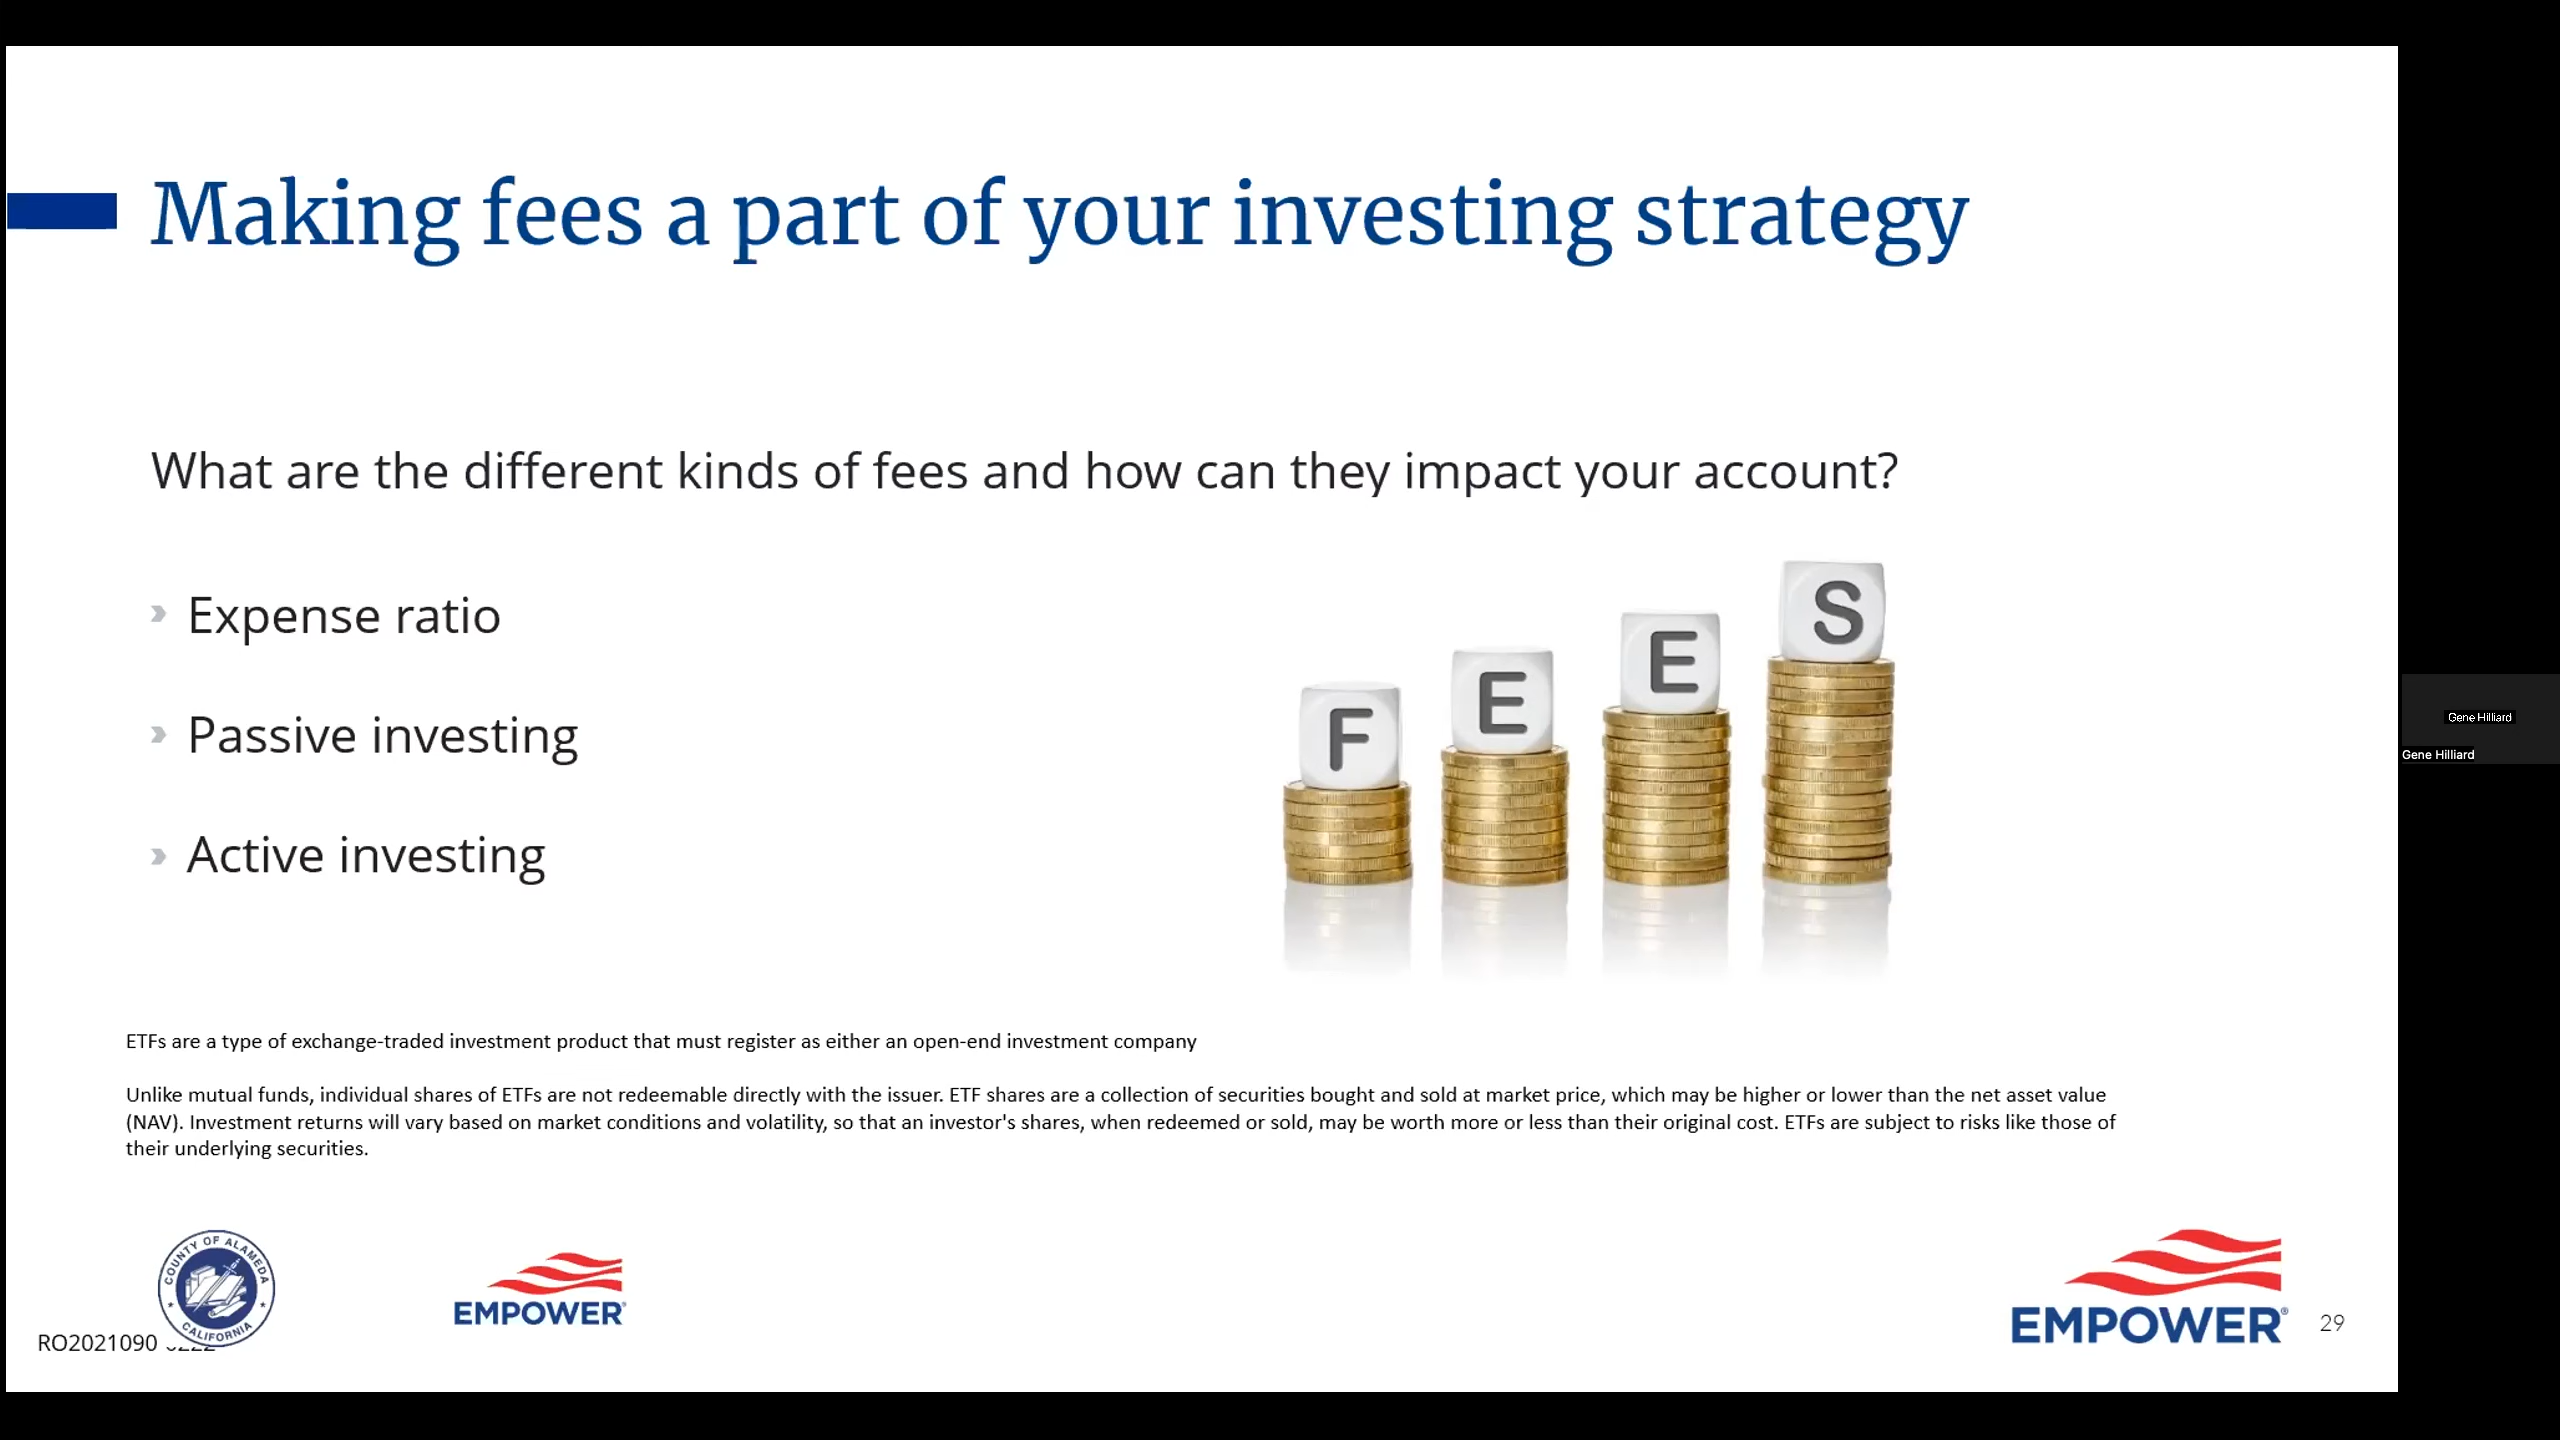 Making fees a part of your investing strategy
What are the different kinds of fees and how can they impact your account?
Expense ratio
Passive investing
Active investing
F E E S
Gene Hilliard
Gene Hilliard
ETFs are a type of exchange-traded investment product that must register as either an open-end investment company
Unlike mutual funds, individual shares of ETFs are not redeemable directly with the issuer. ETF shares are a collection of securities bought and sold at market price, which may be higher or lower than the net asset value
(NAV). Investment returns will vary based on market conditions and volatility, so that an investor's shares, when redeemed or sold, may be worth more or less than their original cost. ETFs are subject to risks like those of
their underlying securities.
COUNTY OF ALAMEDA
CALIFORNIA
EMPOWER®
EMPOWER®
29
RO2021090